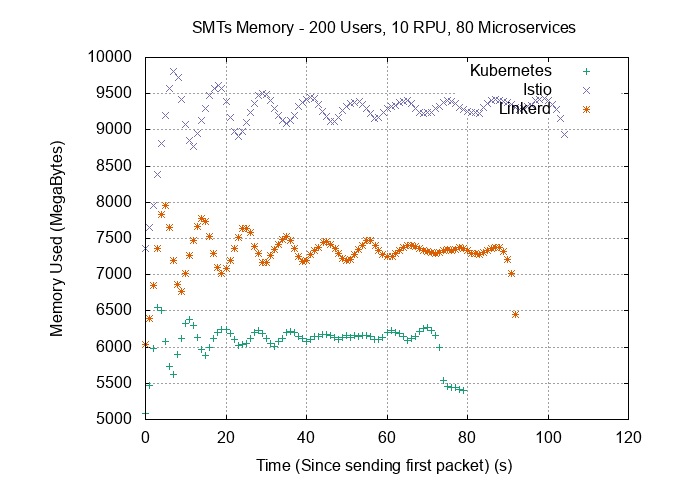 SMTs Memory - 200 Users, 10 RPU, 80 Microservices
Kubernetes
Istio
Linkerd
10000
9500
9000
8500
8000
7500
7000
6500
6000
5500
5000
Memory Used (MegaBytes)
0 20 40 60 80 100 120
Time (Since sending first packet) (s)